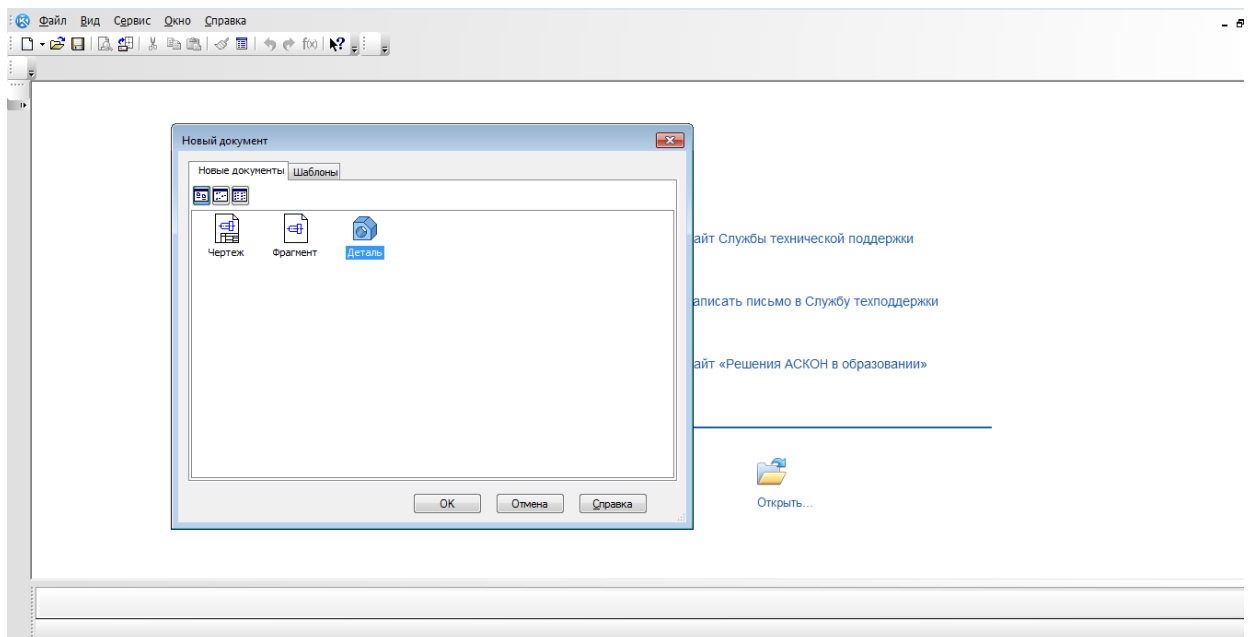 Файл Вид Сервис Окно Справка
f(x)
Новый документ
Новые документы Шаблоны
Чертеж Фрагмент Деталь
айт Службы технической поддержки
аписать письмо в Службу техподдержки
айт «Решения АСКОН в образовании»
OK Отмена Справка
Открыть...